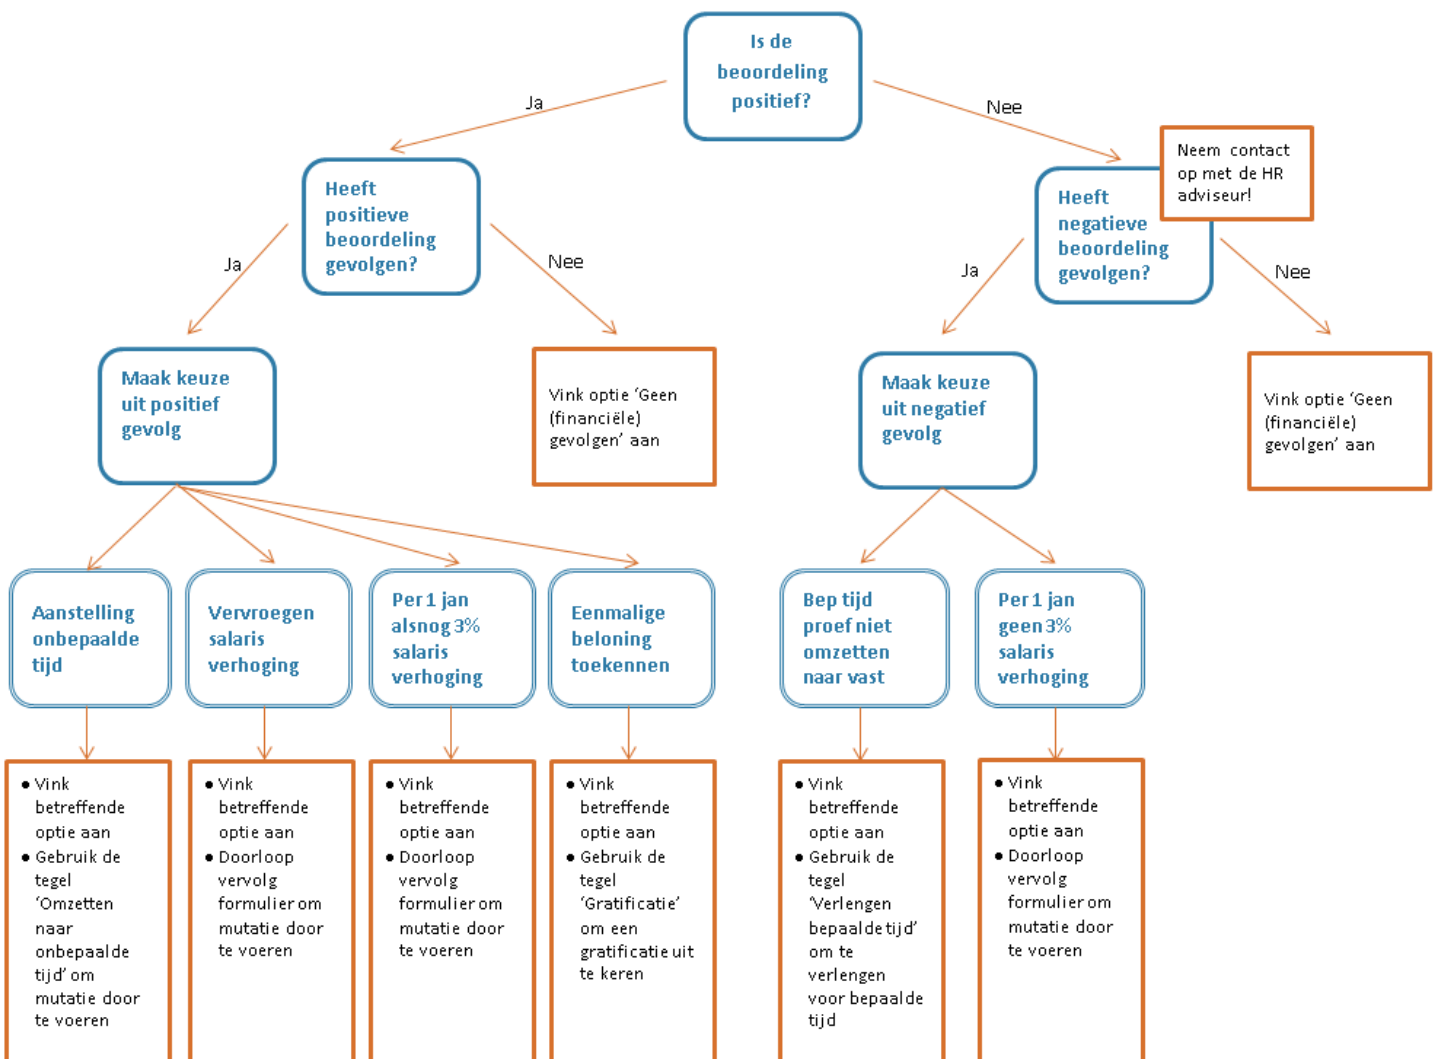 Is de
beoordeling
positief?
Ja
Nee
Neem contact
op met de HR
adviseur!
Heeft
positieve
beoordeling
gevolgen?
Heeft
negatieve
beoordeling
gevolgen?
Ja
Nee
Ja
Nee
Maak keuze
uit positief
gevolg
Vink optie ‘Geen
(financiële)
gevolgen’ aan
Maak keuze
uit negatief
gevolg
Vink optie ‘Geen
(financiële)
gevolgen’ aan
Aanstelling
onbepaalde
tijd
Vervroegen
salaris
verhoging
Per 1 jan
alsnog 3%
salaris
verhoging
Eenmalige
beloning
toekennen
Bep tijd
proef niet
omzetten
naar vast
Per 1 jan
geen 3%
salaris
verhoging
• Vink
betreffende
optie aan
• Gebruik de
tegel
‘Omzetten
naar
onbepaalde
tijd’ om
mutatie door
te voeren
• Vink
betreffende
optie aan
• Doorloop
vervolg
formulier om
mutatie door
te voeren
• Vink
betreffende
optie aan
• Doorloop
vervolg
formulier om
mutatie door
te voeren
• Vink
betreffende
optie aan
• Gebruik de
tegel
‘Gratificatie’
om een
gratificatie uit
te keren
• Vink
betreffende
optie aan
• Gebruik de
tegel
‘Verlengen
bepaalde tijd’
om te
verlengen
voor bepaalde
tijd
• Vink
betreffende
optie aan
• Doorloop
vervolg
formulier om
mutatie door
te voeren